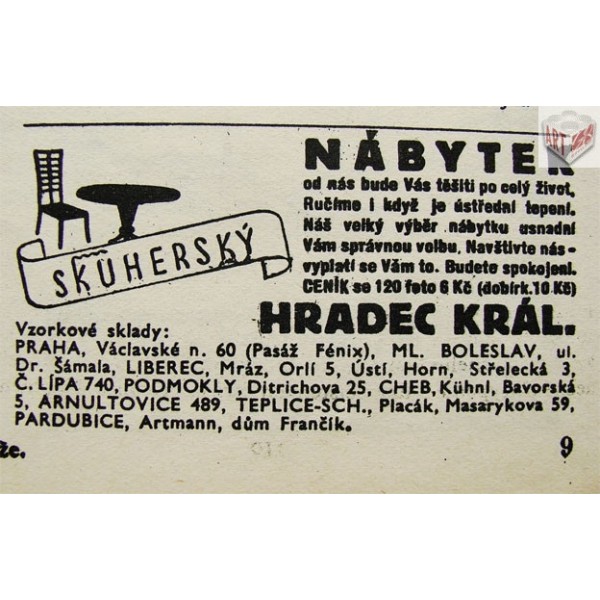 NÁBYTEK
od nás bude Vás těšiti po celý život.
Ručíme i když je ústřední topení.
Náš velký výběr nábytku usnadní
Vám správnou volbu. Navštivte nás-
vyplatí se Vám to. Budete spokojeni.
CENÍK se 120 foto 6 Kč (dobírk. 10 Kč)
SKUHERSKÝ
HRADEC KRÁL.
Vzorkové sklady:
PRAHA, Václavské n. 60 (Pasáž Fénix), ML. BOLESLAV, ul.
Dr. Šámala, LIBEREC, Mráz, Orlí 5, Ústí, Horn, Střelecká 3,
Č. LÍPA 740, PODMOKLY, Ditrichova 25, CHEB, Kühnl, Bavorská
5, ARNULTOVICE 489, TEPLICE-SCH., Placák, Masarykova 59,
PARDUBICE, Artmann, dům Frančík.
že.
9